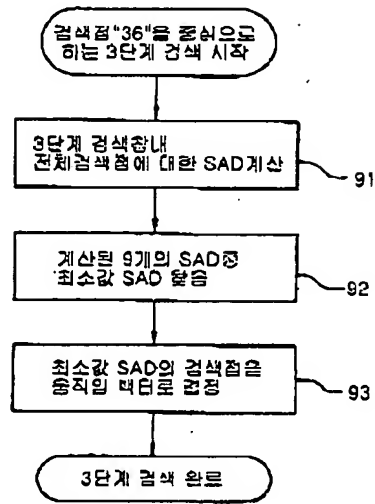 검색점"36"을 중심으로
하는 3단계 검색 시작
3단계 검색창내
전체검색점에 대한 SAD계산
91
계산된 9개의 SAD중
최소값 SAD 찾음
92
최소값 SAD의 검색점을
움직임 벡터로 결정
93
3단계 검색 완료